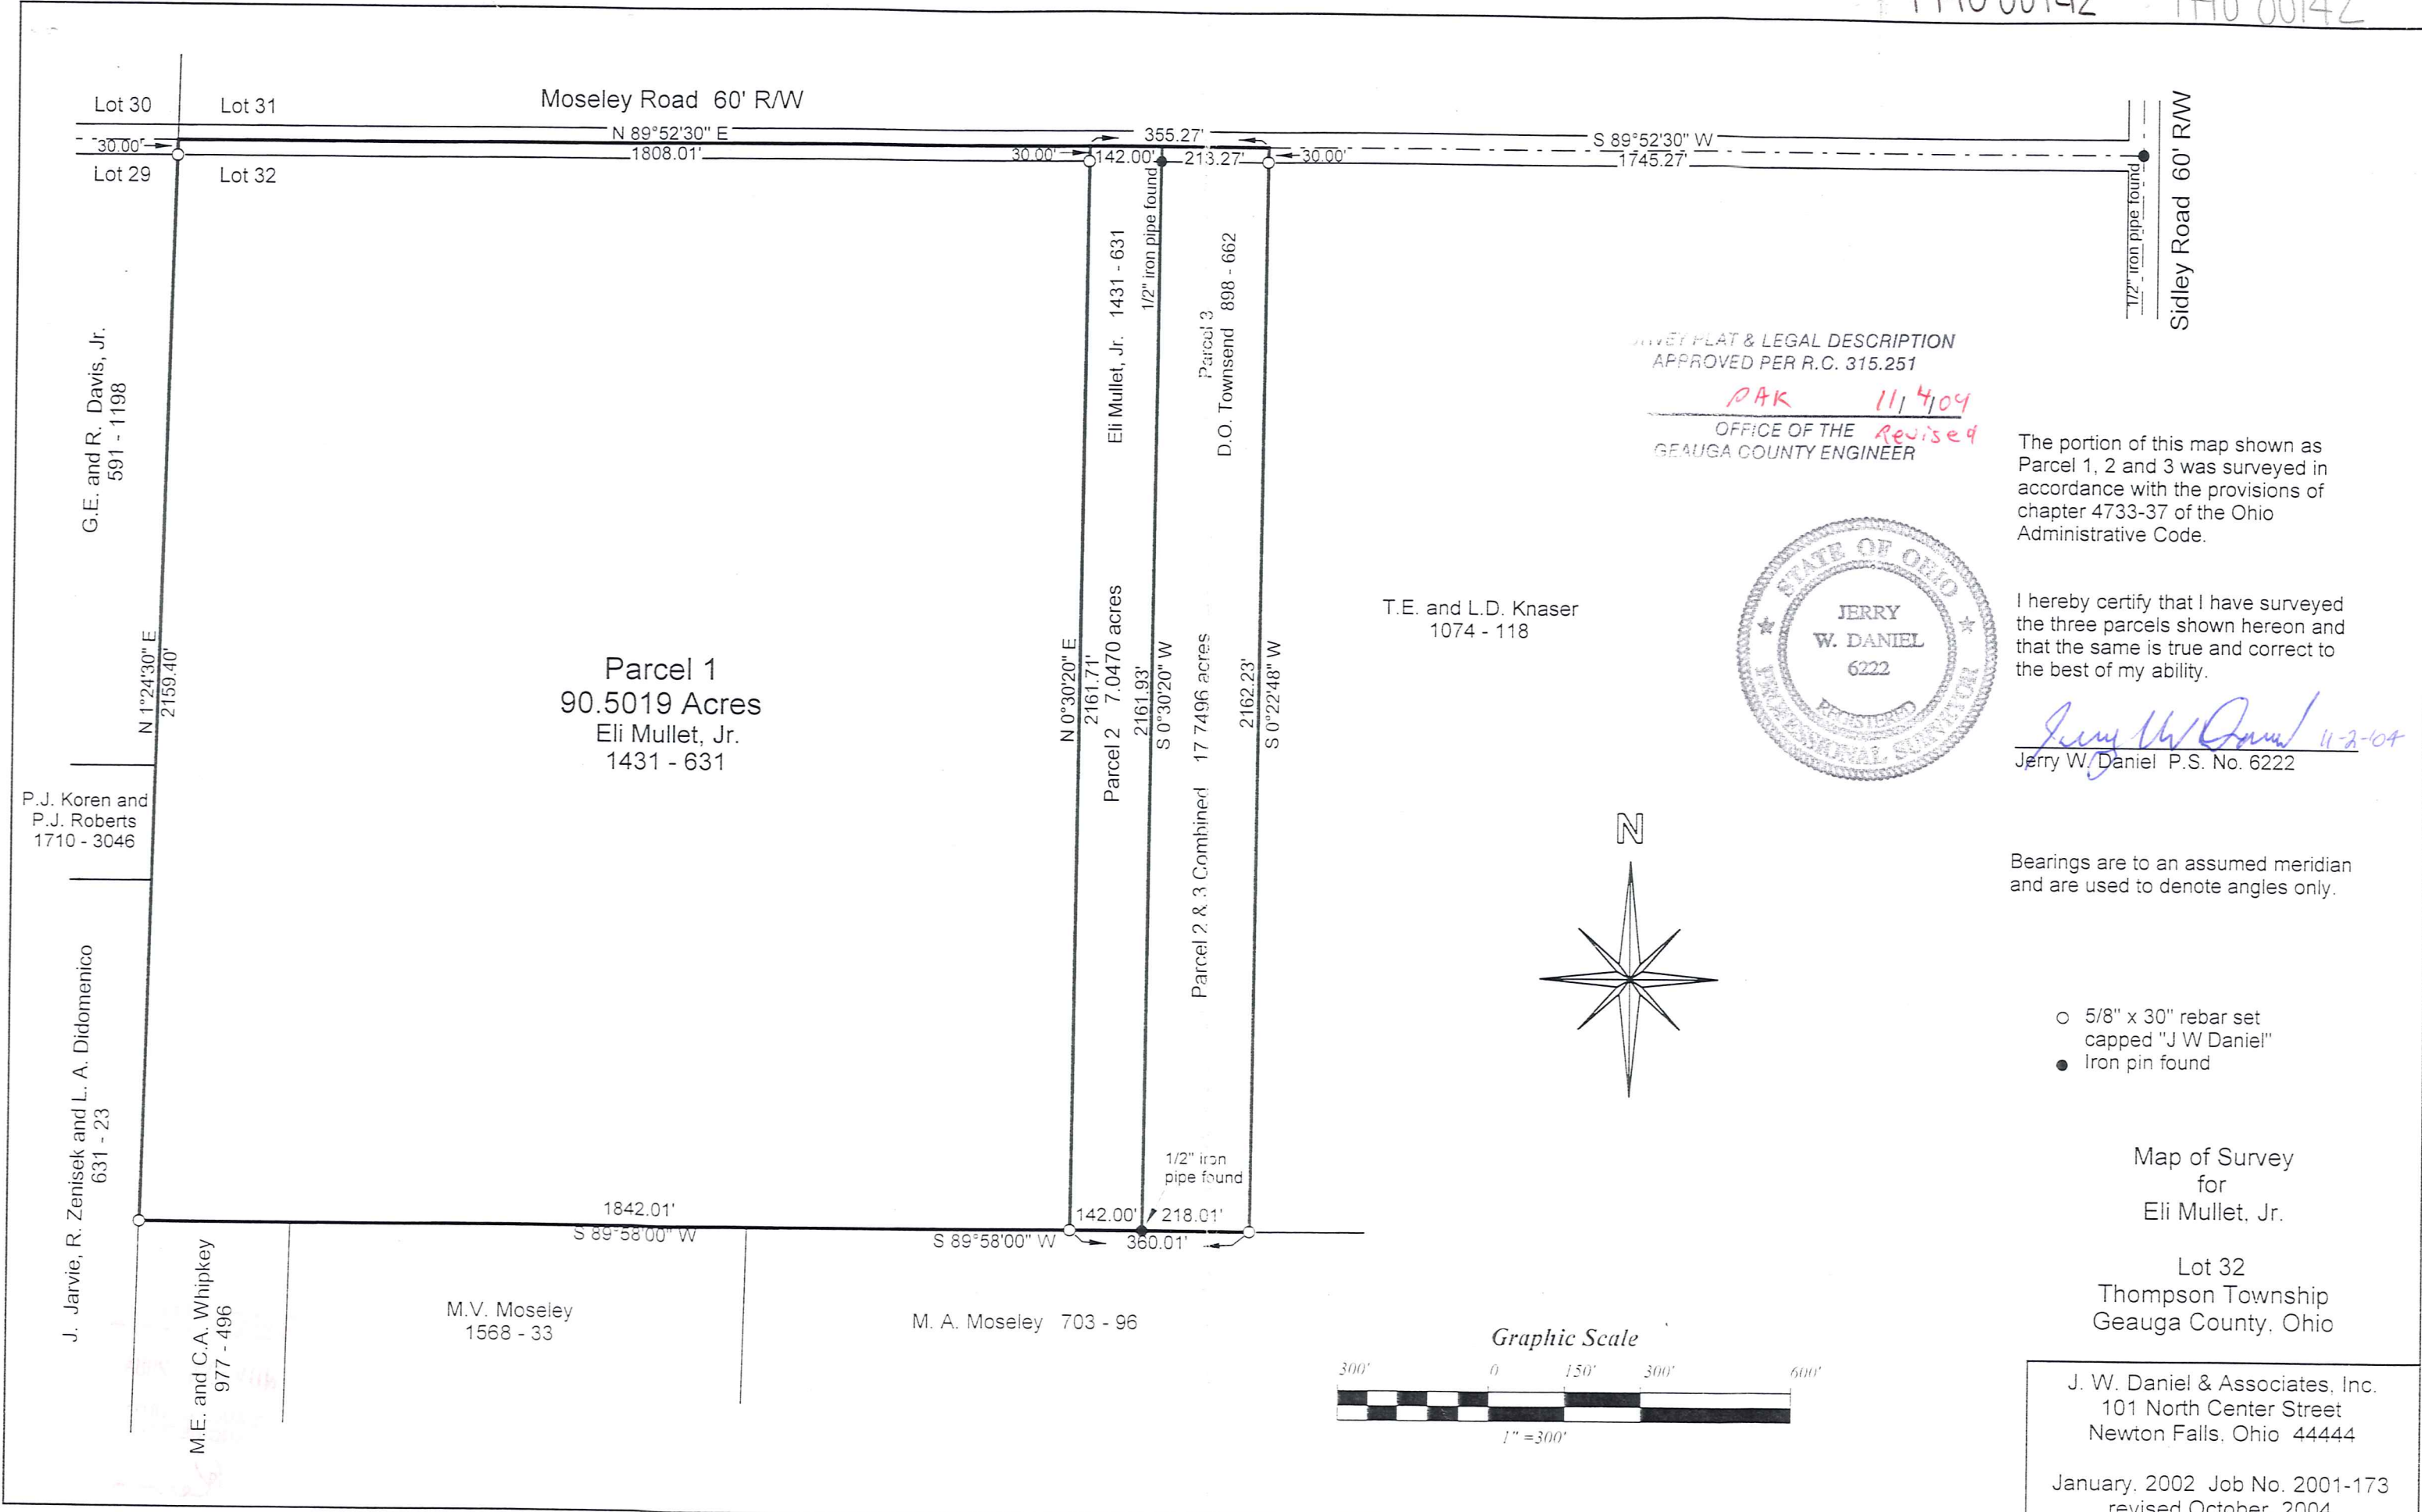 THO 00142
THO 00142
Lot 30
Lot 31
Moseley Road 60' R/W
N 89°52'30" E
355.27'
S 89°52'30" W
30.00'
1808.01'
30.00'
142.00'
213.27'
30.00'
1745.27'
Lot 29
Lot 32
Sidley Road 60' R/W
1/2" iron pipe found
1/2" iron pipe found
G.E. and R. Davis, Jr.
591 - 1198
Eli Mullet, Jr. 1431 - 631
Parcel 3
D.O. Townsend 898 - 662
PLAT & LEGAL DESCRIPTION
APPROVED PER R.C. 315.251
PAK 11/4/04
OFFICE OF THE Revised
GEAUGA COUNTY ENGINEER
The portion of this map shown as
Parcel 1, 2 and 3 was surveyed in
accordance with the provisions of
chapter 4733-37 of the Ohio
Administrative Code.
STATE OF OHIO
JERRY
W. DANIEL
6222
REGISTERED
PROFESSIONAL SURVEYOR
I hereby certify that I have surveyed
the three parcels shown hereon and
that the same is true and correct to
the best of my ability.
Jerry W Daniel 11-2-04
Jerry W. Daniel P.S. No. 6222
T.E. and L.D. Knaser
1074 - 118
N 1°24'30" E
2159.40'
Parcel 1
90.5019 Acres
Eli Mullet, Jr.
1431 - 631
N 0°30'20" E
2161.71'
Parcel 2 7.0470 acres
2161.93'
S 0°30'20" W
Parcel 2 & 3 Combined 17 7496 acres
2162.23'
S 0°22'48" W
P.J. Koren and
P.J. Roberts
1710 - 3046
N
Bearings are to an assumed meridian
and are used to denote angles only.
J. Jarvie, R. Zenisek and L. A. Didomenico
631 - 23
5/8" x 30" rebar set
capped "J W Daniel"
Iron pin found
1/2" iron
pipe found
1842.01'
S 89°58'00" W
142.00'
218.01'
S 89°58'00" W
360.01'
M.E. and C.A. Whipkey
977 - 496
M.V. Moseley
1568 - 33
M. A. Moseley 703 - 96
Map of Survey
for
Eli Mullet, Jr.
Lot 32
Thompson Township
Geauga County, Ohio
Graphic Scale
300' 0 150' 300' 600'
1" =300'
J. W. Daniel & Associates, Inc.
101 North Center Street
Newton Falls, Ohio 44444
January, 2002 Job No. 2001-173
revised October, 2004